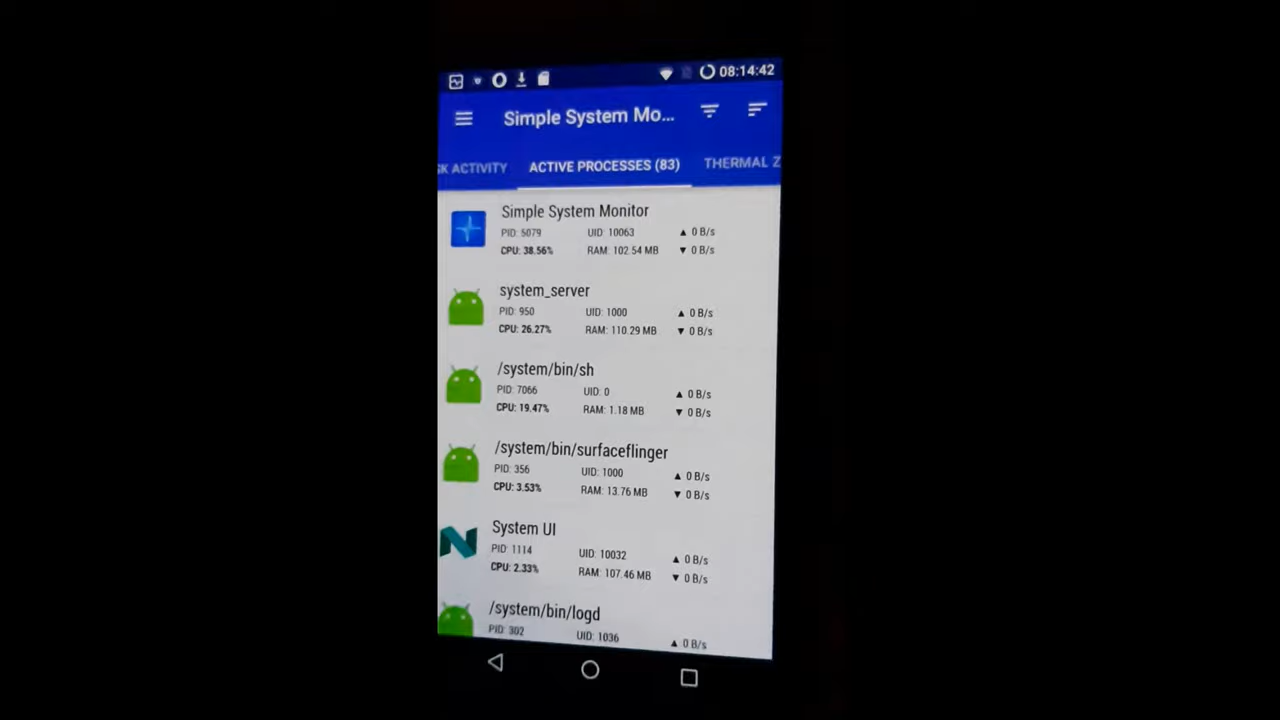 08:14:42
Simple System Mo...
SK ACTIVITY ACTIVE PROCESSES (83) THERMAL Z
Simple System Monitor
PID: 5079 UID: 10063 ▲ 0 B/s
CPU: 38.56% RAM: 102.54 MB ▼ 0 B/s
system_server
PID: 950 UID: 1000 ▲ 0 B/s
CPU: 26.27% RAM: 110.29 MB ▼ 0 B/s
/system/bin/sh
PID: 7066 UID: 0 ▲ 0 B/s
CPU: 19.47% RAM: 1.18 MB ▼ 0 B/s
/system/bin/surfaceflinger
PID: 356 UID: 1000 ▲ 0 B/s
CPU: 3.53% RAM: 13.76 MB ▼ 0 B/s
System UI
PID: 1114 UID: 10032 ▲ 0 B/s
CPU: 2.33% RAM: 107.46 MB ▼ 0 B/s
/system/bin/logd
PID: 302 UID: 1036 ▲ 0 B/s